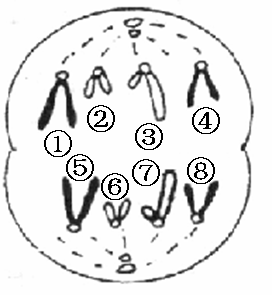 ① ② ③ ④
⑤ ⑥ ⑦ ⑧